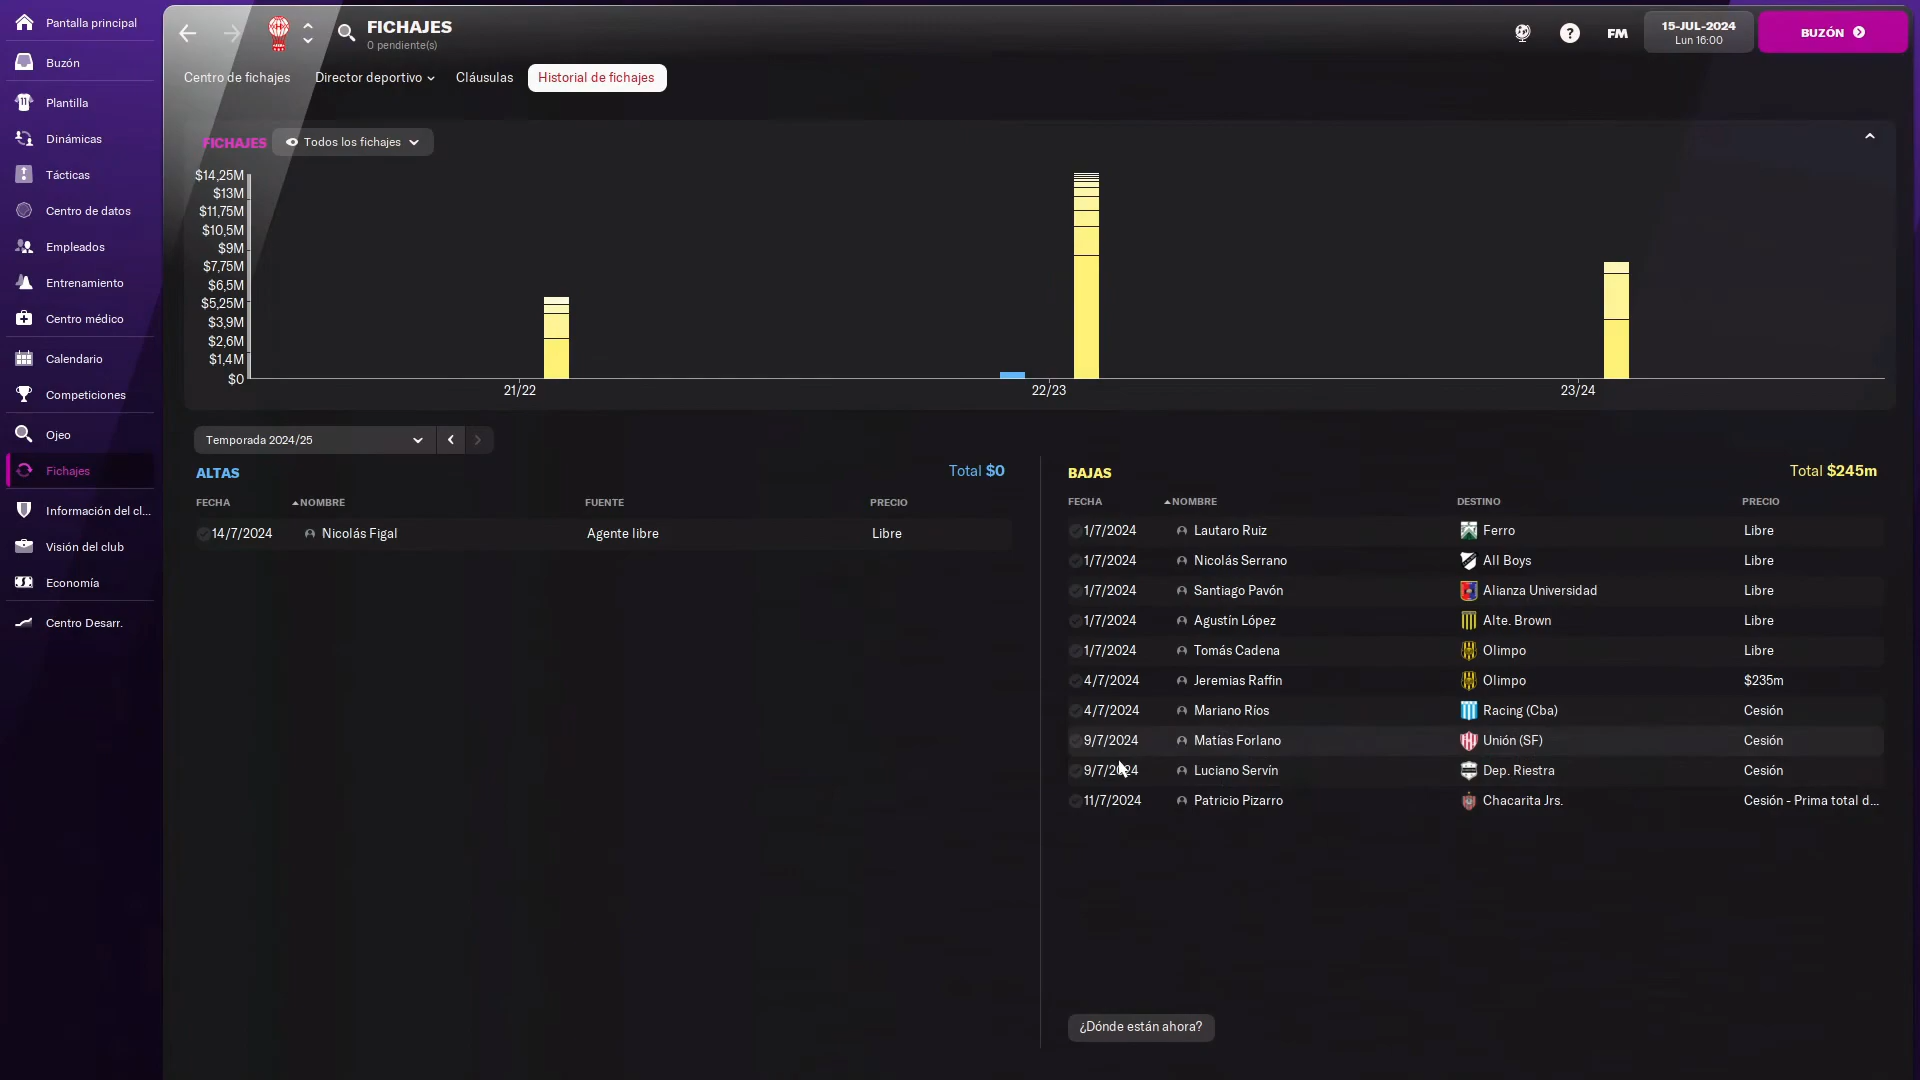 Pantalla principal
Buzón
Plantilla
Dinámicas
Tácticas
Centro de datos
Empleados
Entrenamiento
Centro médico
Calendario
Competiciones
Ojeo
Fichajes
Información del cl...
Visión del club
Economía
Centro Desarr.
FICHAJES
0 pendiente(s)
?
FM
15-JUL-2024
Lun 16:00
BUZÓN
Centro de fichajes
Director deportivo
Cláusulas
Historial de fichajes
FICHAJES
Todos los fichajes
$14,25M
$13M
$11,75M
$10,5M
$9M
$7,75M
$6,5M
$5,25M
$3,9M
$2,6M
$1,4M
$0
21/22 22/23 23/24
Temporada 2024/25
ALTAS Total $0
FECHA NOMBRE FUENTE PRECIO
14/7/2024 Nicolás Figal Agente libre Libre
BAJAS Total $245m
FECHA NOMBRE DESTINO PRECIO
1/7/2024 Lautaro Ruiz Ferro Libre
1/7/2024 Nicolás Serrano All Boys Libre
1/7/2024 Santiago Pavón Alianza Universidad Libre
1/7/2024 Agustín López Alte. Brown Libre
1/7/2024 Tomás Cadena Olimpo Libre
4/7/2024 Jeremias Raffin Olimpo $235m
4/7/2024 Mariano Ríos Racing (Cba) Cesión
9/7/2024 Matías Forlano Unión (SF) Cesión
9/7/2024 Luciano Servín Dep. Riestra Cesión
11/7/2024 Patricio Pizarro Chacarita Jrs. Cesión - Prima total d...
¿Dónde están ahora?